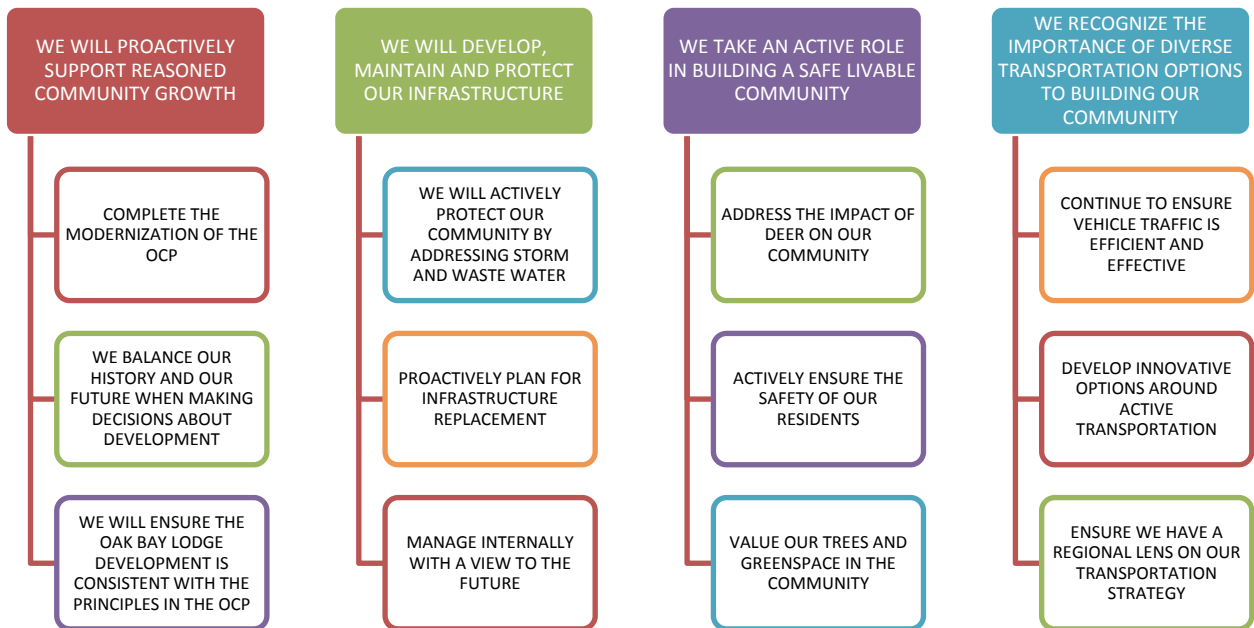 WE WILL PROACTIVELY
SUPPORT REASONED
COMMUNITY GROWTH
COMPLETE THE
MODERNIZATION OF THE
OCP
WE BALANCE OUR
HISTORY AND OUR
FUTURE WHEN MAKING
DECISIONS ABOUT
DEVELOPMENT
WE WILL ENSURE THE
OAK BAY LODGE
DEVELOPMENT IS
CONSISTENT WITH THE
PRINCIPLES IN THE OCP
WE WILL DEVELOP,
MAINTAIN AND PROTECT
OUR INFRASTRUCTURE
WE WILL ACTIVELY
PROTECT OUR
COMMUNITY BY
ADDRESSING STORM
AND WASTE WATER
PROACTIVELY PLAN FOR
INFRASTRUCTURE
REPLACEMENT
MANAGE INTERNALLY
WITH A VIEW TO THE
FUTURE
WE TAKE AN ACTIVE ROLE
IN BUILDING A SAFE LIVABLE
COMMUNITY
ADDRESS THE IMPACT OF
DEER ON OUR
COMMUNITY
ACTIVELY ENSURE THE
SAFETY OF OUR
RESIDENTS
VALUE OUR TREES AND
GREENSPACE IN THE
COMMUNITY
WE RECOGNIZE THE
IMPORTANCE OF DIVERSE
TRANSPORTATION OPTIONS
TO BUILDING OUR
COMMUNITY
CONTINUE TO ENSURE
VEHICLE TRAFFIC IS
EFFICIENT AND
EFFECTIVE
DEVELOP INNOVATIVE
OPTIONS AROUND
ACTIVE
TRANSPORTATION
ENSURE WE HAVE A
REGIONAL LENS ON OUR
TRANSPORTATION
STRATEGY